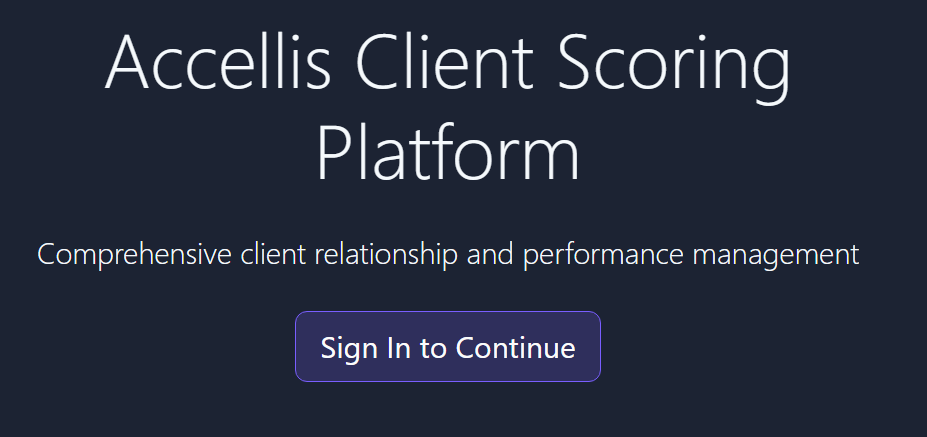 Accellis Client Scoring
Platform
Comprehensive client relationship and performance management
Sign In to Continue